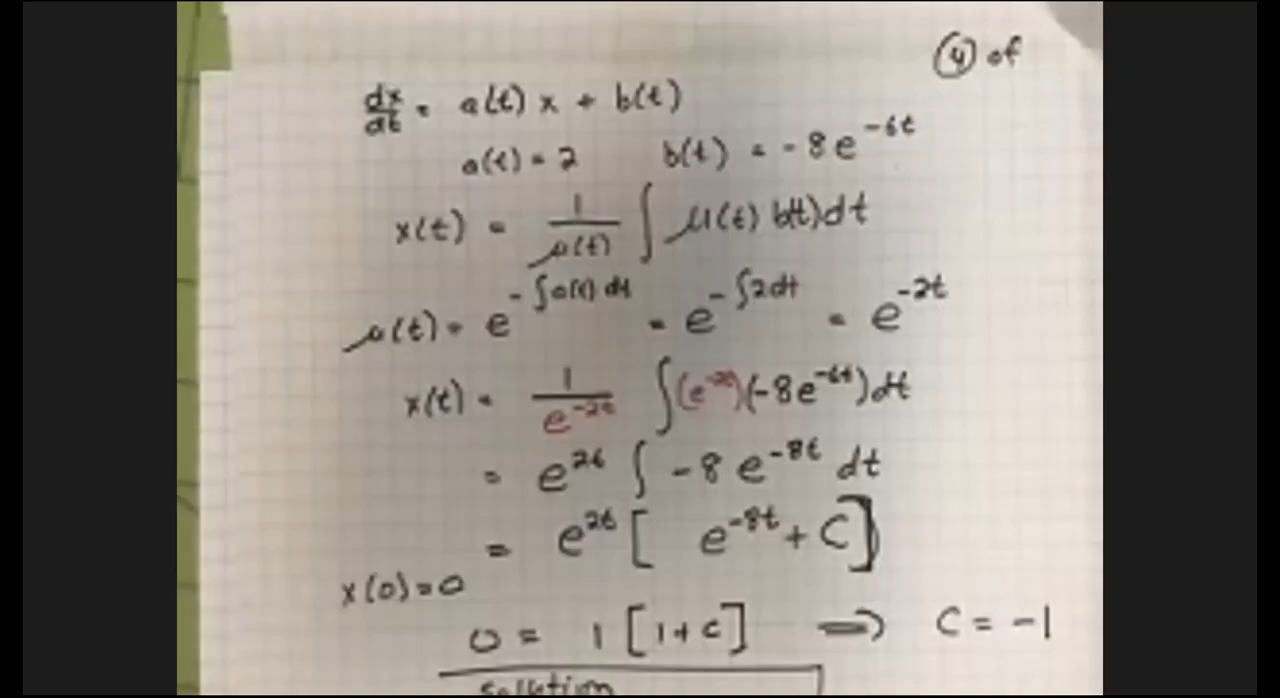 ④ of
dx/dt = a(t) x + b(t)
a(t) = 2 b(t) = -8e^{-6t}
x(t) = 1/μ(t) ∫ μ(t) b(t) dt
μ(t) = e^{-∫a(t) dt} = e^{-∫2dt} = e^{-2t}
x(t) = 1/e^{-2t} ∫(e^{-2t})(-8e^{-6t}) dt
= e^{2t} ∫ -8 e^{-8t} dt
= e^{2t} [ e^{-8t} + C]
x(0) = 0
0 = 1 [1 + C] ⇒ C = -1
solution